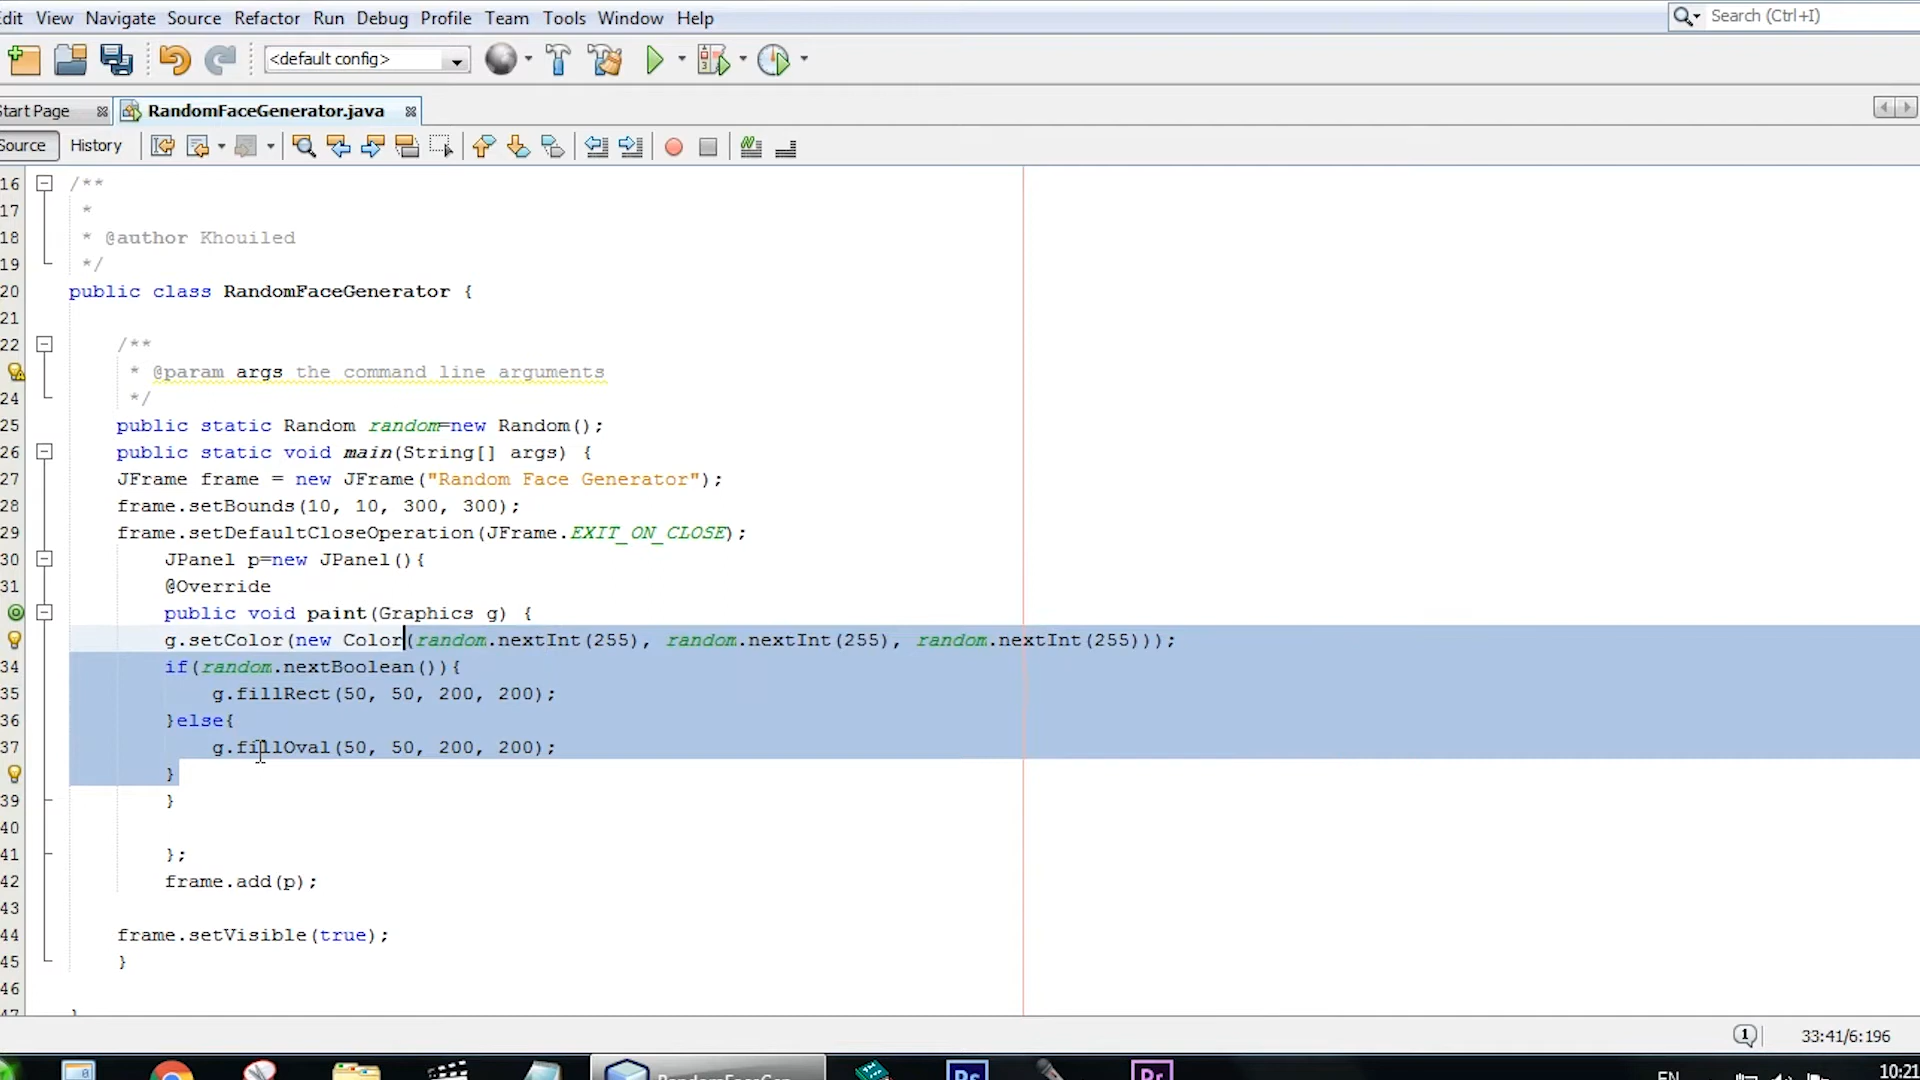 Edit View Navigate Source Refactor Run Debug Profile Team Tools Window Help
Search (Ctrl+I)
<default config>
Start Page RandomFaceGenerator.java
Source History
16 /**
17 *
18 * @author Khouiled
19 */
20 public class RandomFaceGenerator {
21
22 /**
* @param args the command line arguments
24 */
25 public static Random random=new Random();
26 public static void main(String[] args) {
27 JFrame frame = new JFrame("Random Face Generator");
28 frame.setBounds(10, 10, 300, 300);
29 frame.setDefaultCloseOperation(JFrame.EXIT_ON_CLOSE);
30 JPanel p=new JPanel(){
31 @Override
public void paint(Graphics g) {
g.setColor(new Color(random.nextInt(255), random.nextInt(255), random.nextInt(255)));
34 if(random.nextBoolean()){
35 g.fillRect(50, 50, 200, 200);
36 }else{
37 g.fillOval(50, 50, 200, 200);
}
39 }
40
41 };
42 frame.add(p);
43
44 frame.setVisible(true);
45 }
46
47 }
1 33:41/6:196
RandomFaceGen... Ps Pr EN 10:21